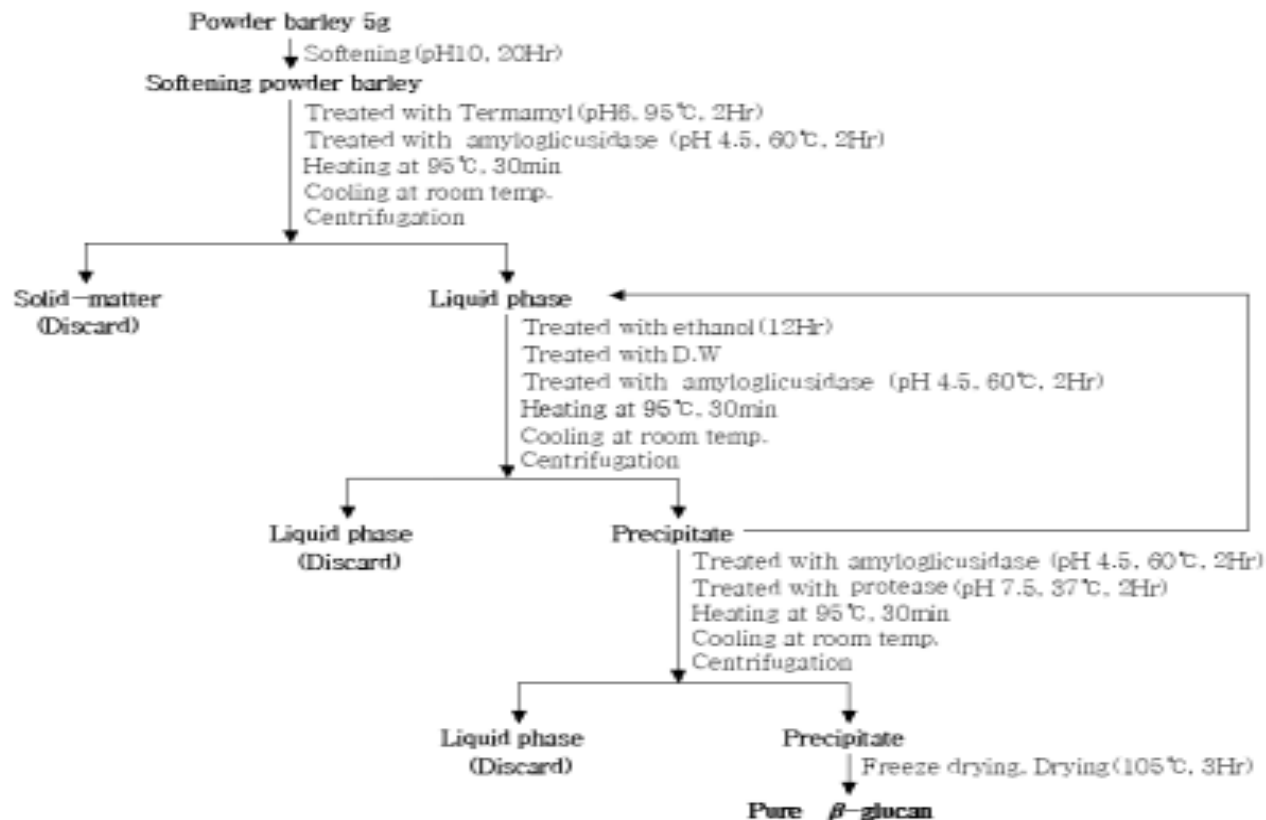 Powder barley 5g
Softening(pH10, 20Hr)
Softening powder barley
Treated with Termamyl(pH6, 95℃, 2Hr)
Treated with amyloglicusidase (pH 4.5, 60℃, 2Hr)
Heating at 95℃, 30min
Cooling at room temp.
Centrifugation
Solid-matter
(Discard)
Liquid phase
Treated with ethanol(12Hr)
Treated with D.W
Treated with amyloglicusidase (pH 4.5, 60℃, 2Hr)
Heating at 95℃, 30min
Cooling at room temp.
Centrifugation
Liquid phase
(Discard)
Precipitate
Treated with amyloglicusidase (pH 4.5, 60℃, 2Hr)
Treated with protease(pH 7.5, 37℃, 2Hr)
Heating at 95℃, 30min
Cooling at room temp.
Centrifugation
Liquid phase
(Discard)
Precipitate
Freeze drying, Drying(105℃, 3Hr)
Pure β-glucan